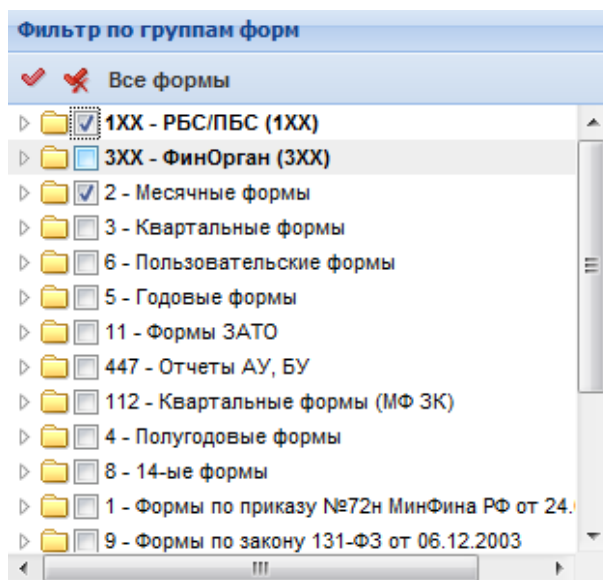 Фильтр по группам форм
Все формы
1XX - РБС/ПБС (1XX)
3XX - ФинОрган (3XX)
2 - Месячные формы
3 - Квартальные формы
6 - Пользовательские формы
5 - Годовые формы
11 - Формы ЗАТО
447 - Отчеты АУ, БУ
112 - Квартальные формы (МФ ЗК)
4 - Полугодовые формы
8 - 14-ые формы
1 - Формы по приказу №72н МинФина РФ от 24.
9 - Формы по закону 131-ФЗ от 06.12.2003